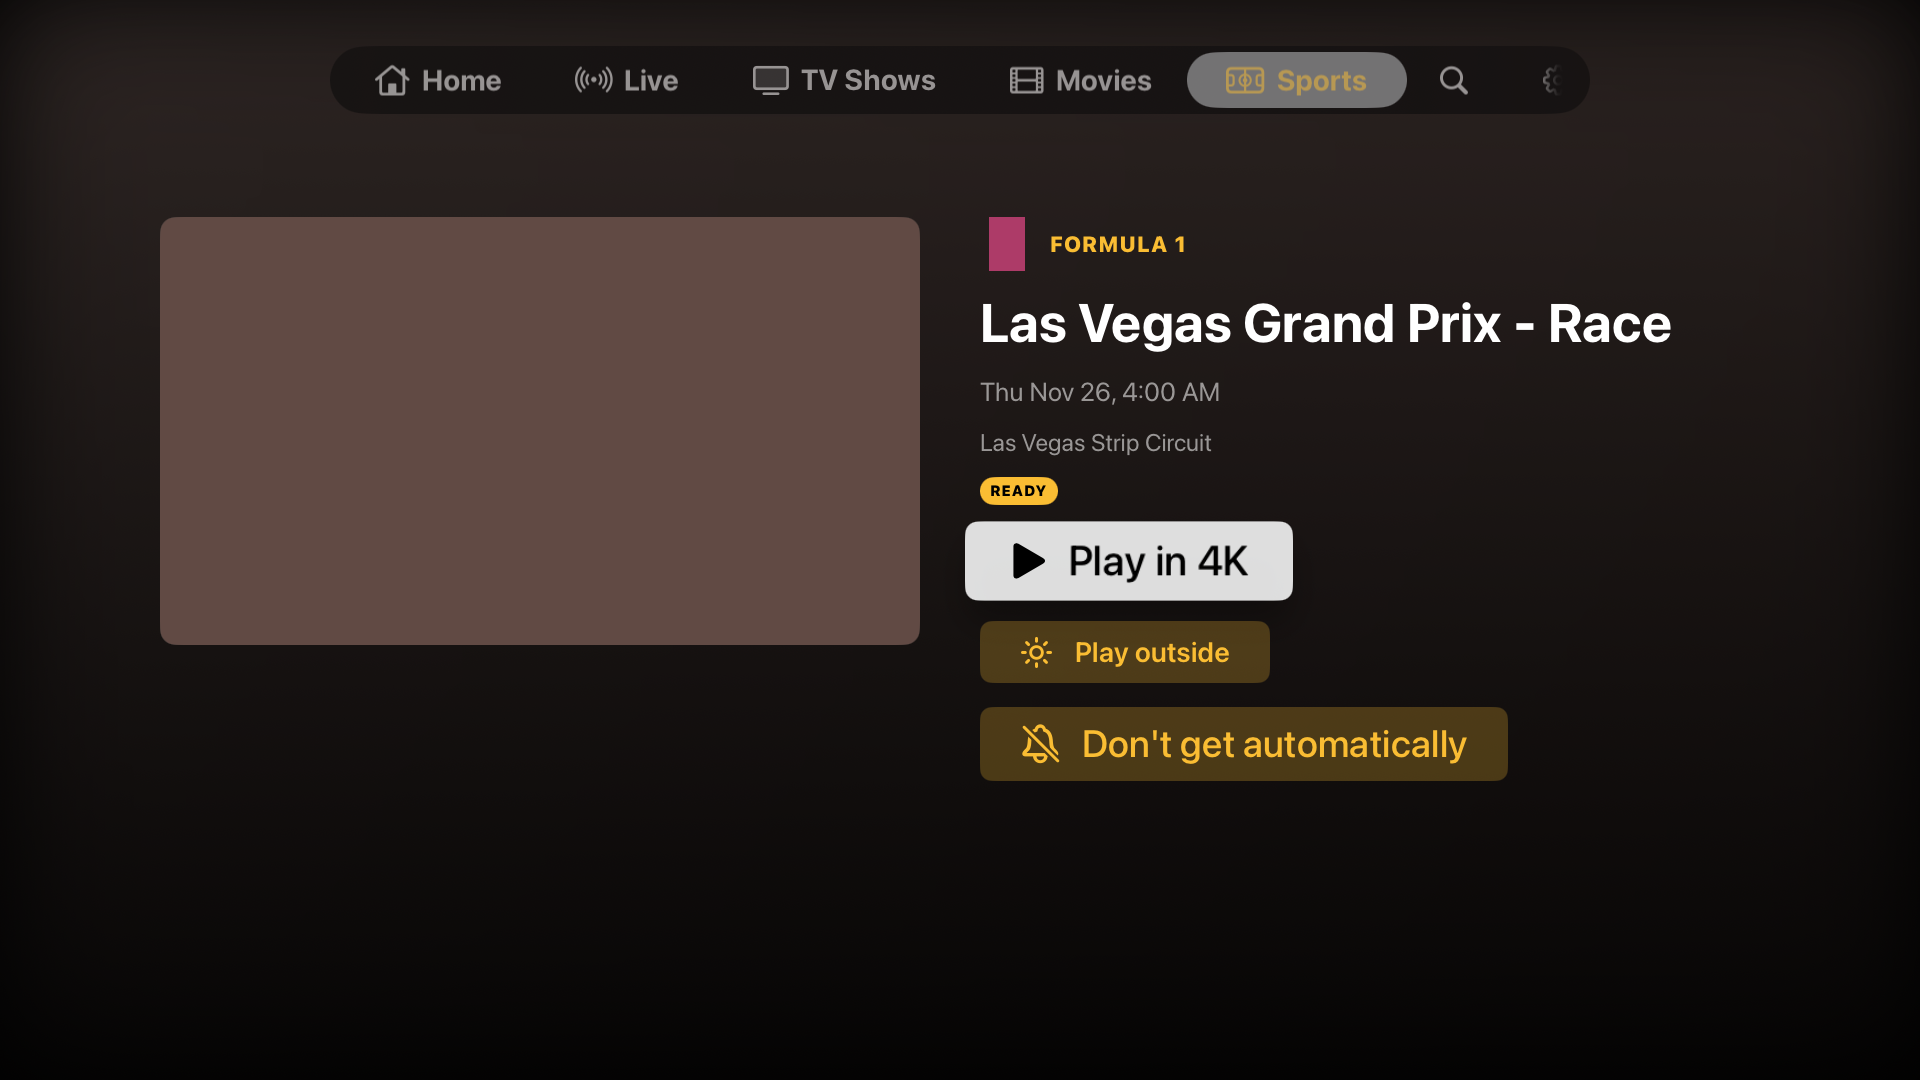 Home
Live
TV Shows
Movies
Sports
FORMULA 1
Las Vegas Grand Prix - Race
Thu Nov 26, 4:00 AM
Las Vegas Strip Circuit
READY
Play in 4K
Play outside
Don't get automatically